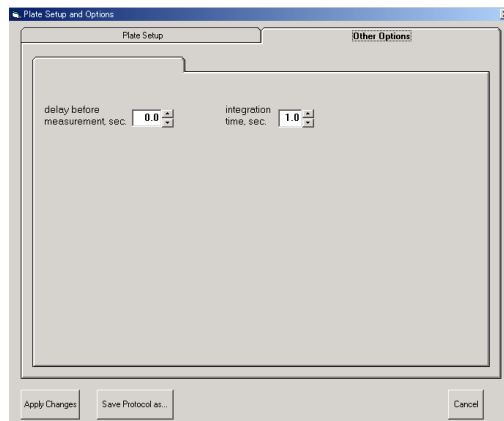 Plate Setup and Options
Plate Setup
Other Options
delay before
measurement, sec.
0.0
integration
time, sec.
1.0
Apply Changes
Save Protocol as...
Cancel